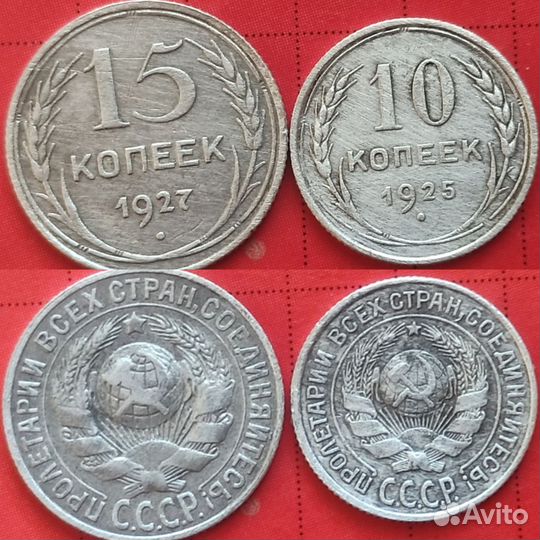 15
КОПЕЕК
1927
10
КОПЕЕК
1925
ПРОЛЕТАРИИ ВСЕХ СТРАН, СОЕДИНЯЙТЕСЬ!
С.С.С.Р.
ПРОЛЕТАРИИ ВСЕХ СТРАН, СОЕДИНЯЙТЕСЬ!
С.С.С.Р.
Avito